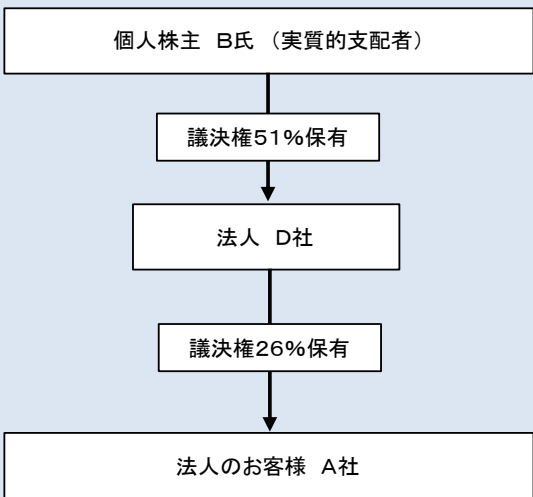 個人株主 B氏 （実質的支配者）
議決権51%保有
法人 D社
議決権26%保有
法人のお客様 A社